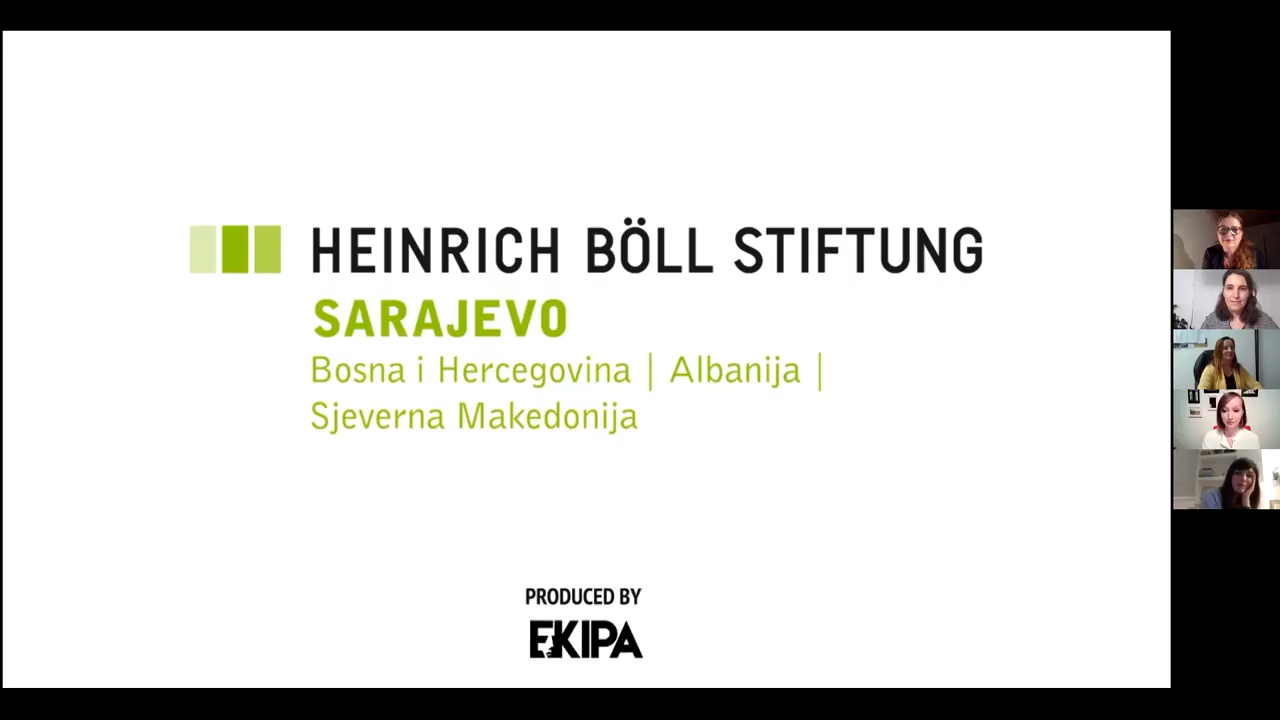 HEINRICH BÖLL STIFTUNG
SARAJEVO
Bosna i Hercegovina | Albanija |
Sjeverna Makedonija
PRODUCED BY
EKIPA